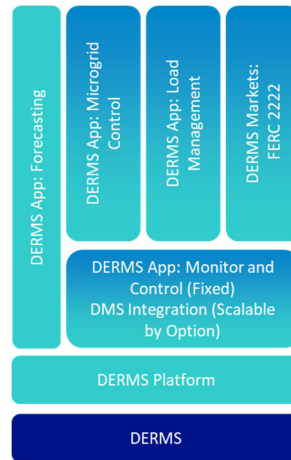 DERMS App: Forecasting
DERMS App: Microgrid
Control
DERMS App: Load
Management
DERMS Markets:
FERC 2222
DERMS App: Monitor and
Control (Fixed)
DMS Integration (Scalable
by Option)
DERMS Platform
DERMS